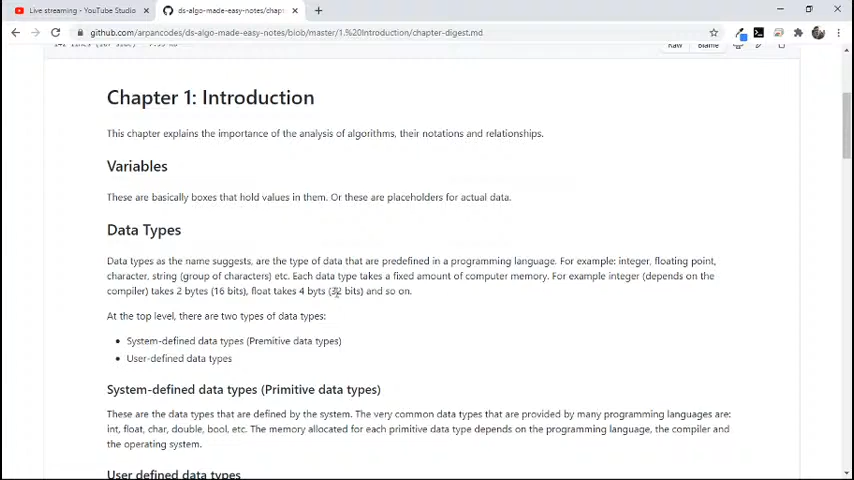 Live streaming - YouTube Studio
ds-algo-made-easy-notes/chapt
github.com/arpancodes/ds-algo-made-easy-notes/blob/master/1.%20Introduction/chapter-digest.md
Raw
Blame
Chapter 1: Introduction
This chapter explains the importance of the analysis of algorithms, their notations and relationships.
Variables
These are basically boxes that hold values in them. Or these are placeholders for actual data.
Data Types
Data types as the name suggests, are the type of data that are predefined in a programming language. For example: integer, floating point,
character, string (group of characters) etc. Each data type takes a fixed amount of computer memory. For example integer (depends on the
compiler) takes 2 bytes (16 bits), float takes 4 byts (32 bits) and so on.
At the top level, there are two types of data types:
System-defined data types (Premitive data types)
User-defined data types
System-defined data types (Primitive data types)
These are the data types that are defined by the system. The very common data types that are provided by many programming languages are:
int, float, char, double, bool, etc. The memory allocated for each primitive data type depends on the programming language, the compiler and
the operating system.
User defined data types